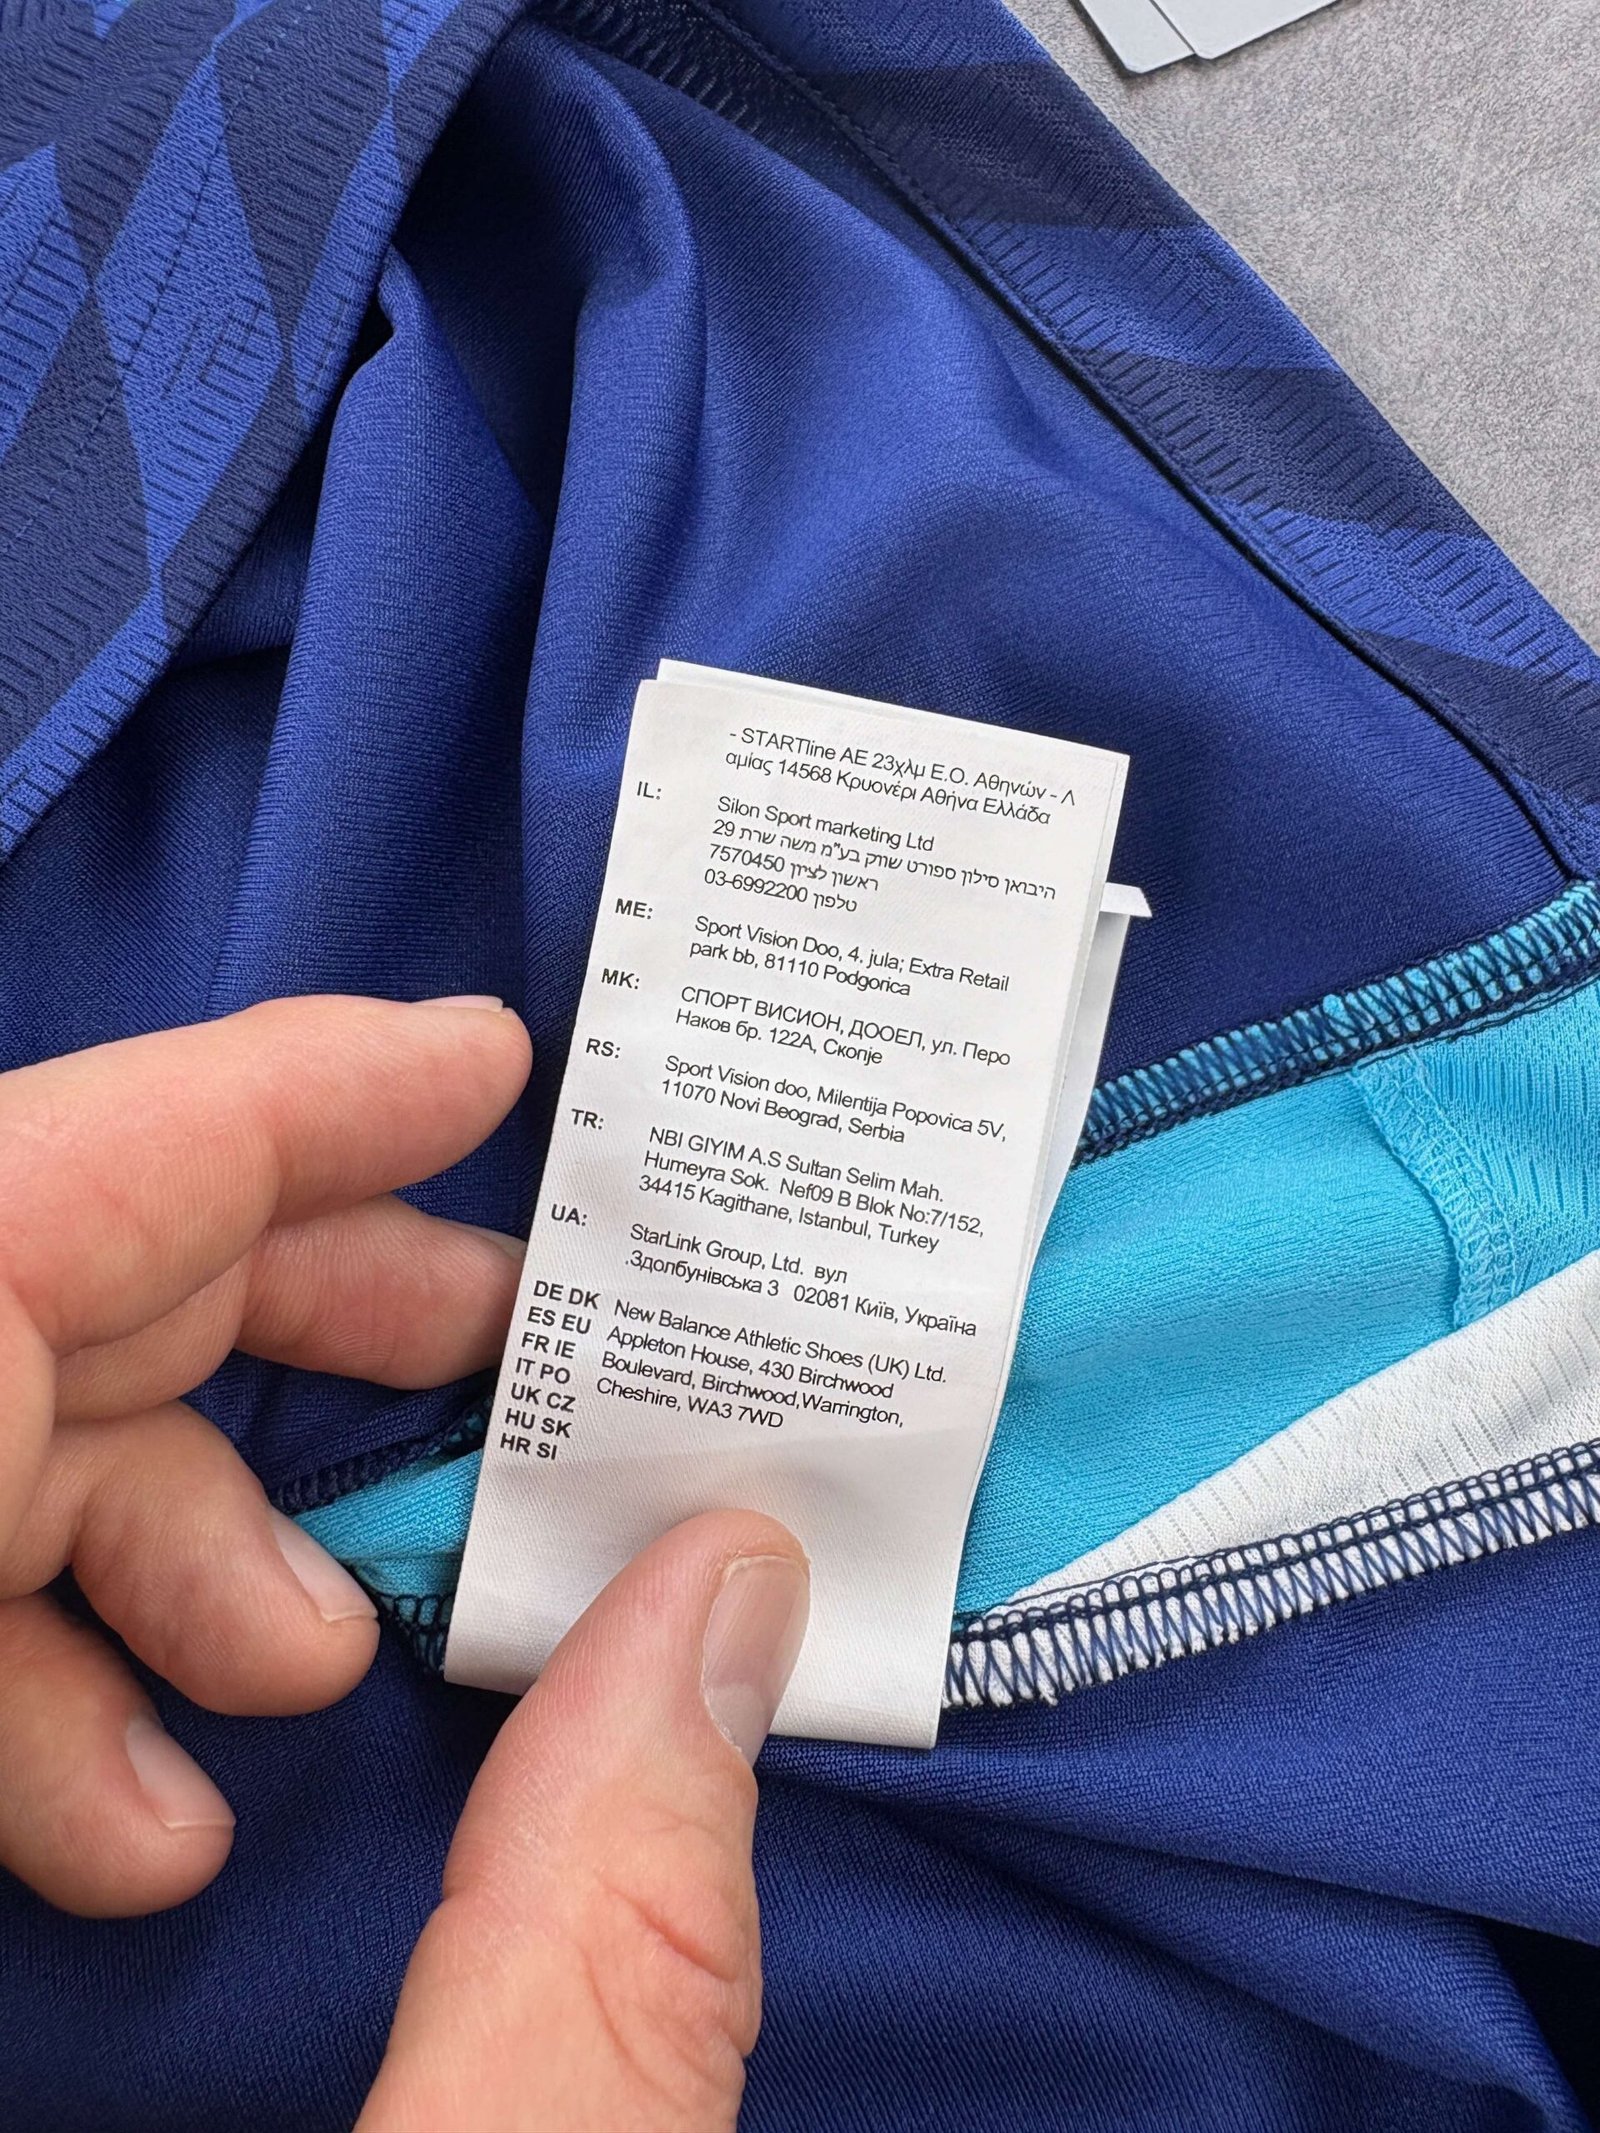 - STARTline ΑΕ 23χλμ Ε.Ο. Αθηνών - Λ
αμίας 14568 Κρυονέρι Αθήνα Ελλάδα
IL:
Silon Sport marketing Ltd
היבואן סילון ספורט שווק בע"מ משה שרת 29
ראשון לציון 7570450
טלפון 03-6992200
ME:
Sport Vision Doo, 4. jula; Extra Retail
park bb, 81110 Podgorica
MK:
СПОРТ ВИСИОН, ДООЕЛ, ул. Перо
Наков бр. 122А, Скопје
RS:
Sport Vision doo, Milentija Popovica 5V,
11070 Novi Beograd, Serbia
TR:
NBI GIYIM A.S Sultan Selim Mah.
Humeyra Sok. Nef09 B Blok No:7/152,
34415 Kagithane, Istanbul, Turkey
UA:
StarLink Group, Ltd. вул
.Здолбунівська 3 02081 Київ, Україна
DE DK
ES EU
FR IE
IT PO
UK CZ
HU SK
HR SI
New Balance Athletic Shoes (UK) Ltd.
Appleton House, 430 Birchwood
Boulevard, Birchwood,Warrington,
Cheshire, WA3 7WD